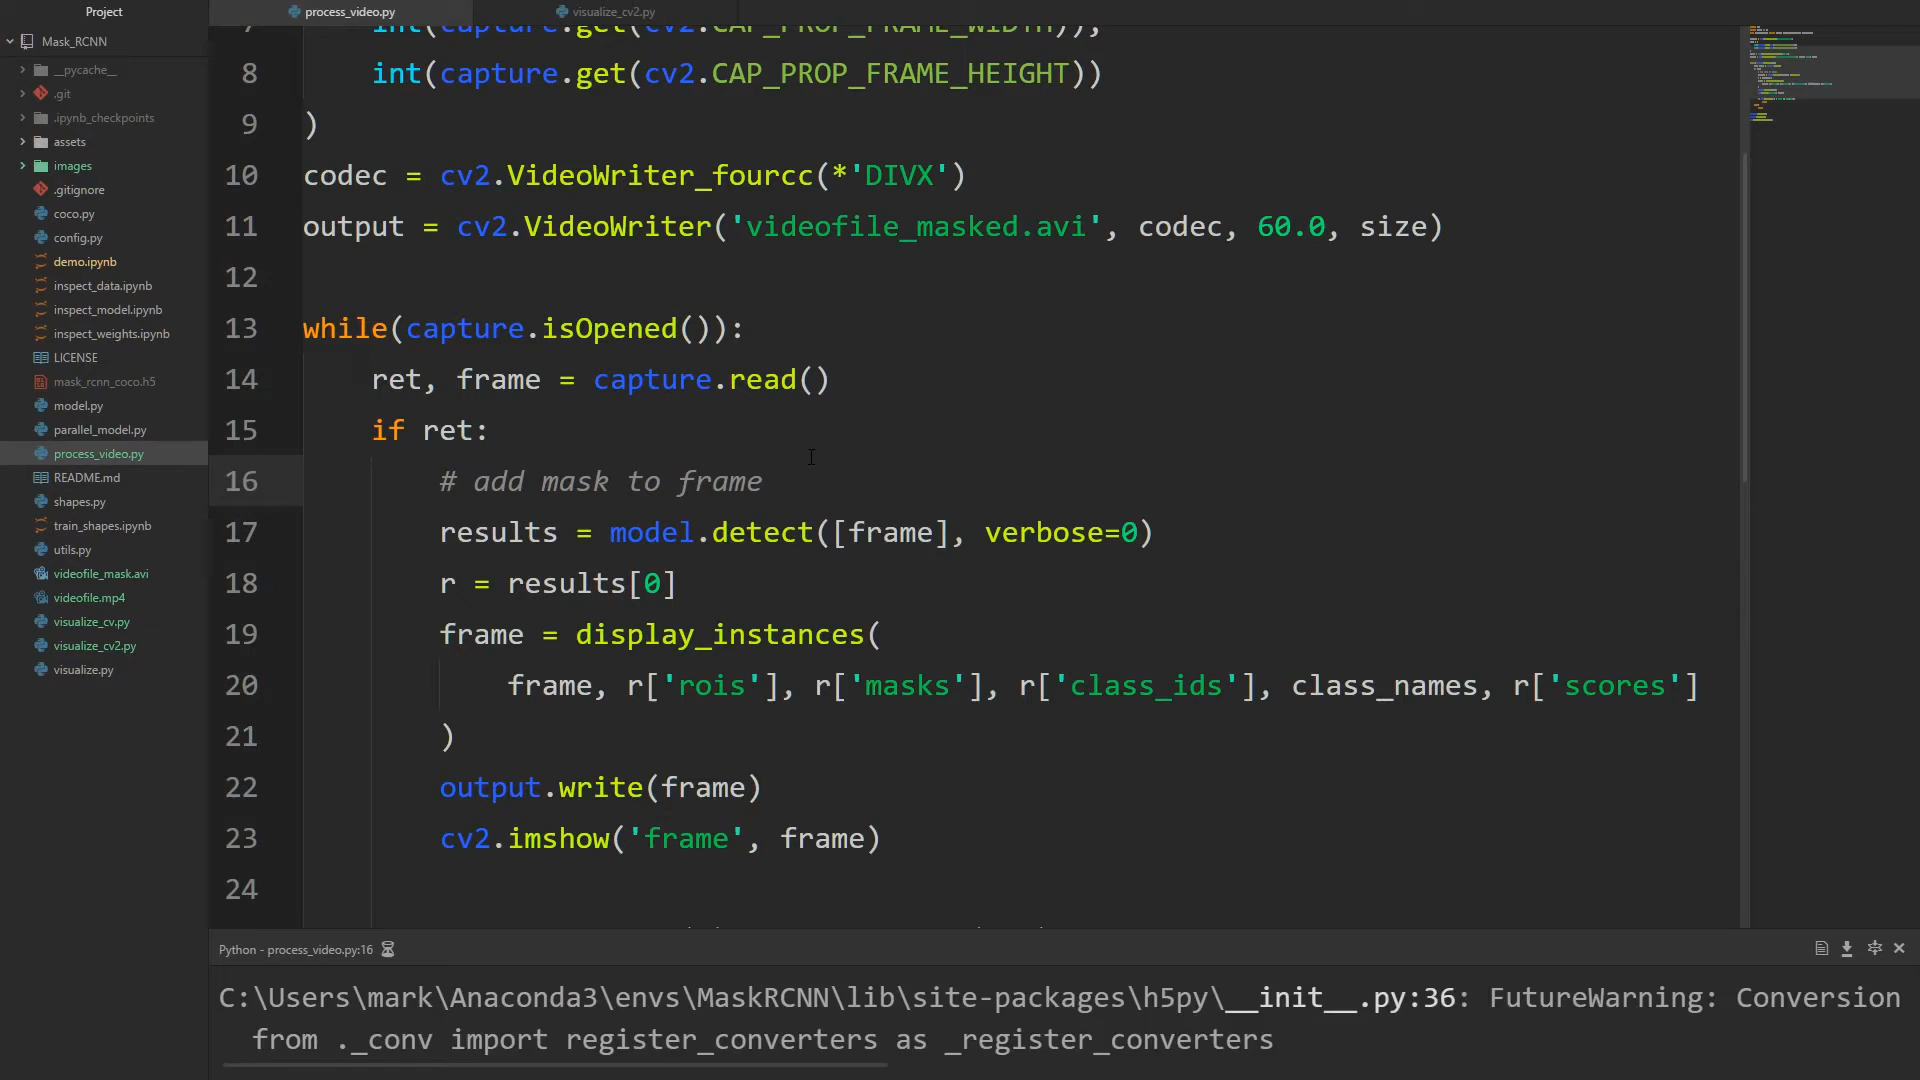 Project
process_video.py
visualize_cv2.py
Mask_RCNN
__pycache__
.git
.ipynb_checkpoints
assets
images
.gitignore
coco.py
config.py
demo.ipynb
inspect_data.ipynb
inspect_model.ipynb
inspect_weights.ipynb
LICENSE
mask_rcnn_coco.h5
model.py
parallel_model.py
process_video.py
README.md
shapes.py
train_shapes.ipynb
utils.py
videofile_mask.avi
videofile.mp4
visualize_cv.py
visualize_cv2.py
visualize.py
7 int(capture.get(cv2.CAP_PROP_FRAME_WIDTH)),
8 int(capture.get(cv2.CAP_PROP_FRAME_HEIGHT))
9 )
10 codec = cv2.VideoWriter_fourcc(*'DIVX')
11 output = cv2.VideoWriter('videofile_masked.avi', codec, 60.0, size)
12
13 while(capture.isOpened()):
14 ret, frame = capture.read()
15 if ret:
16 # add mask to frame
17 results = model.detect([frame], verbose=0)
18 r = results[0]
19 frame = display_instances(
20 frame, r['rois'], r['masks'], r['class_ids'], class_names, r['scores']
21 )
22 output.write(frame)
23 cv2.imshow('frame', frame)
24
Python - process_video.py:16
C:\Users\mark\Anaconda3\envs\MaskRCNN\lib\site-packages\h5py\__init__.py:36: FutureWarning: Conversion
from ._conv import register_converters as _register_converters